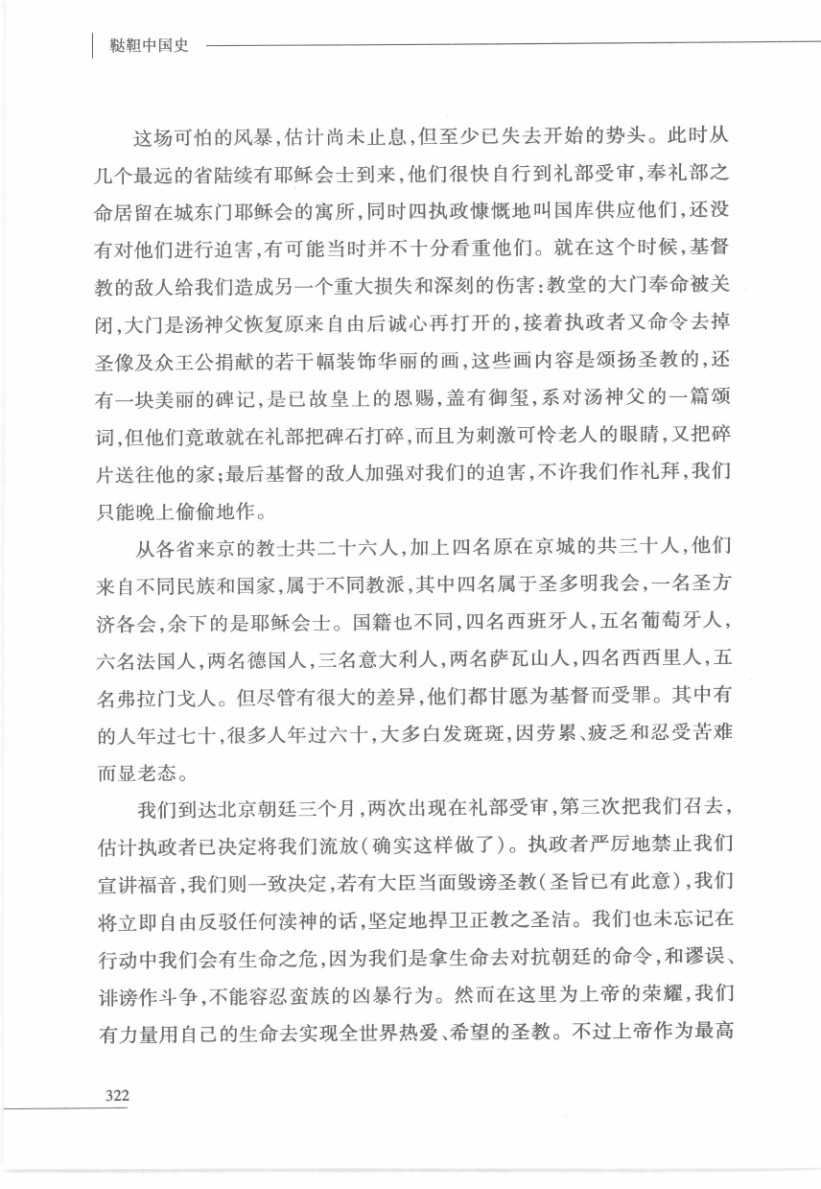 鞑靼中国史
这场可怕的风暴,估计尚未止息,但至少已失去开始的势头。此时从
几个最远的省陆续有耶稣会士到来,他们很快自行到礼部受审,奉礼部之
命居留在城东门耶稣会的寓所,同时四执政慷慨地叫国库供应他们,还没
有对他们进行迫害,有可能当时并不十分看重他们。就在这个时候,基督
教的敌人给我们造成另一个重大损失和深刻的伤害:教堂的大门奉命被关
闭,大门是汤神父恢复原来自由后诚心再打开的,接着执政者又命令去掉
圣像及众王公捐献的若干幅装饰华丽的画,这些画内容是颂扬圣教的,还
有一块美丽的碑记,是已故皇上的恩赐,盖有御玺,系对汤神父的一篇颂
词,但他们竟敢就在礼部把碑石打碎,而且为刺激可怜老人的眼睛,又把碎
片送往他的家;最后基督的敌人加强对我们的迫害,不许我们作礼拜,我们
只能晚上偷偷地作。
从各省来京的教士共二十六人,加上四名原在京城的共三十人,他们
来自不同民族和国家,属于不同教派,其中四名属于圣多明我会,一名圣方
济各会,余下的是耶稣会士。国籍也不同,四名西班牙人,五名葡萄牙人,
六名法国人,两名德国人,三名意大利人,两名萨瓦山人,四名西西里人,五
名弗拉门戈人。但尽管有很大的差异,他们都甘愿为基督而受罪。其中有
的人年过七十,很多人年过六十,大多白发斑斑,因劳累、疲乏和忍受苦难
而显老态。
我们到达北京朝廷三个月,两次出现在礼部受审,第三次把我们召去,
估计执政者已决定将我们流放(确实这样做了)。执政者严厉地禁止我们
宣讲福音,我们则一致决定,若有大臣当面毁谤圣教(圣旨已有此意),我们
将立即自由反驳任何渎神的话,坚定地捍卫正教之圣洁。我们也未忘记在
行动中我们会有生命之危,因为我们是拿生命去对抗朝廷的命令,和谬误、
诽谤作斗争,不能容忍蛮族的凶暴行为。然而在这里为上帝的荣耀,我们
有力量用自己的生命去实现全世界热爱、希望的圣教。不过上帝作为最高
322